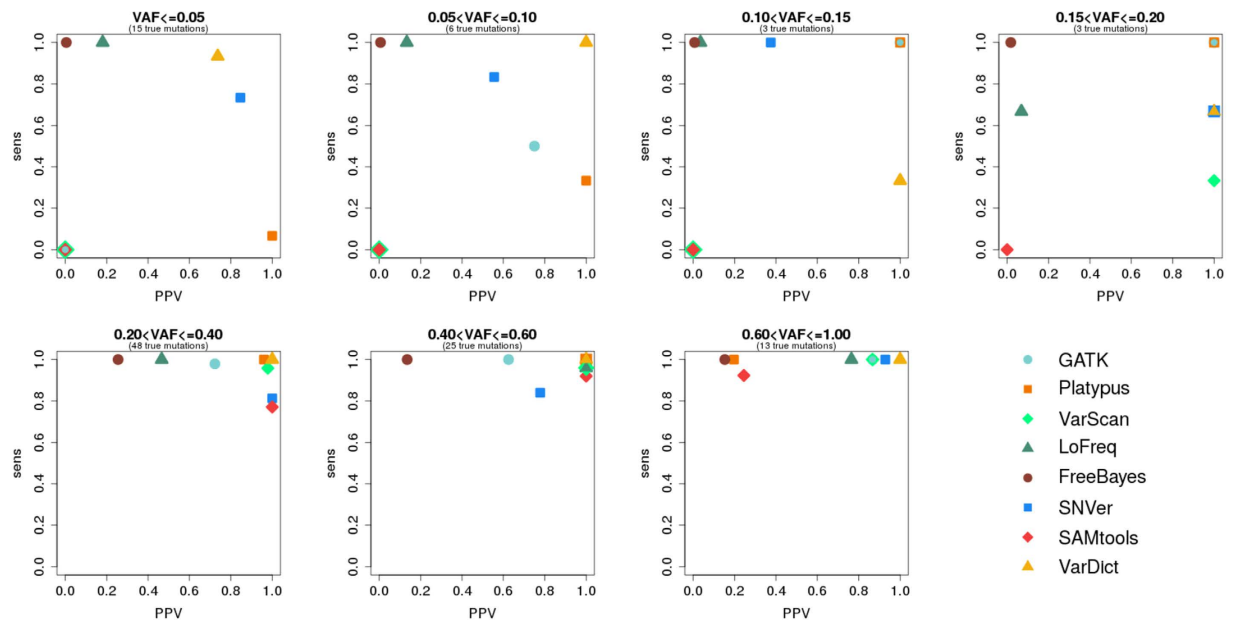 VAF<=0.05
(15 true mutations)
sens
0.0 0.2 0.4 0.6 0.8 1.0
0.0 0.2 0.4 0.6 0.8 1.0
PPV
0.05<VAF<=0.10
(6 true mutations)
sens
0.0 0.2 0.4 0.6 0.8 1.0
0.0 0.2 0.4 0.6 0.8 1.0
PPV
0.10<VAF<=0.15
(3 true mutations)
sens
0.0 0.2 0.4 0.6 0.8 1.0
0.0 0.2 0.4 0.6 0.8 1.0
PPV
0.15<VAF<=0.20
(3 true mutations)
sens
0.0 0.2 0.4 0.6 0.8 1.0
0.0 0.2 0.4 0.6 0.8 1.0
PPV
0.20<VAF<=0.40
(48 true mutations)
sens
0.0 0.2 0.4 0.6 0.8 1.0
0.0 0.2 0.4 0.6 0.8 1.0
PPV
0.40<VAF<=0.60
(25 true mutations)
sens
0.0 0.2 0.4 0.6 0.8 1.0
0.0 0.2 0.4 0.6 0.8 1.0
PPV
0.60<VAF<=1.00
(13 true mutations)
sens
0.0 0.2 0.4 0.6 0.8 1.0
0.0 0.2 0.4 0.6 0.8 1.0
PPV
GATK
Platypus
VarScan
LoFreq
FreeBayes
SNVer
SAMtools
VarDict